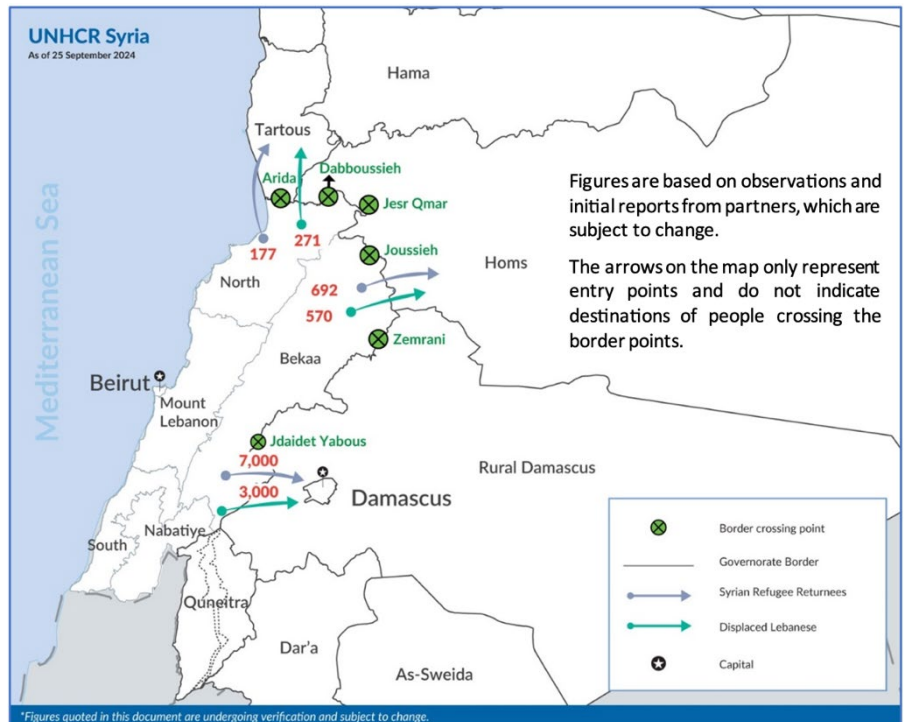 UNHCR Syria
As of 25 September 2024
Mediterranean Sea
Hama
Tartous
Dabboussieh
Arida
Jesr Qmar
177
271
Joussieh
North
692
570
Homs
Zemrani
Bekaa
Beirut
Mount
Lebanon
Jdaidet Yabous
7,000
3,000
Damascus
Rural Damascus
Nabatiye
South
Quneitra
Dar'a
As-Sweida
Figures are based on observations and
initial reports from partners, which are
subject to change.
The arrows on the map only represent
entry points and do not indicate
destinations of people crossing the
border points.
Border crossing point
Governorate Border
Syrian Refugee Returnees
Displaced Lebanese
Capital
*Figures quoted in this document are undergoing verification and subject to change.